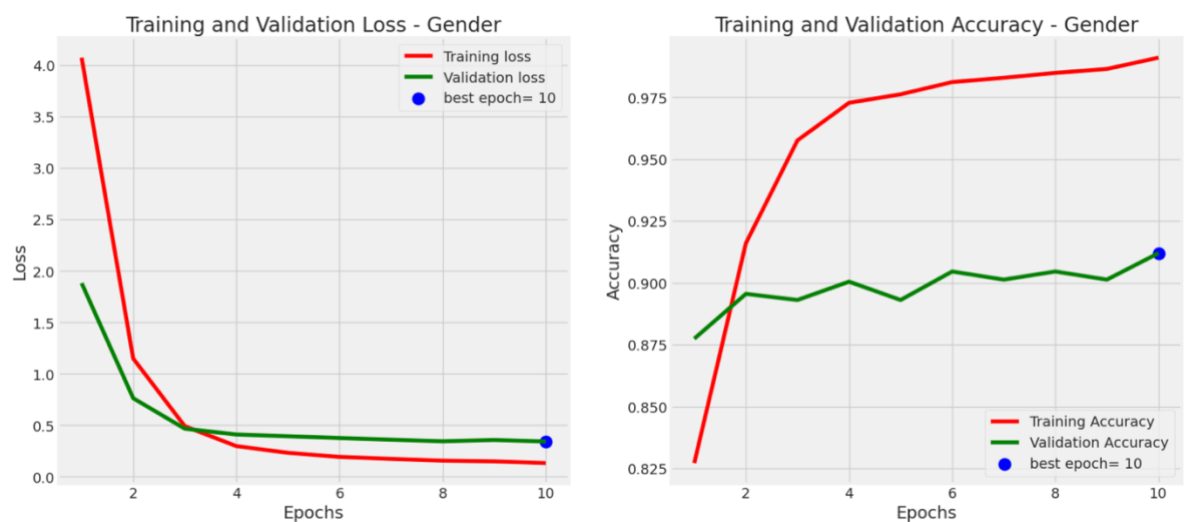 Training and Validation Loss - Gender
4.0
3.5
3.0
2.5
2.0
1.5
1.0
0.5
0.0
Loss
2
4
6
8
10
Epochs
Training loss
Validation loss
best epoch= 10
Training and Validation Accuracy - Gender
0.975
0.950
0.925
0.900
0.875
0.850
0.825
Accuracy
2
4
6
8
10
Epochs
Training Accuracy
Validation Accuracy
best epoch= 10